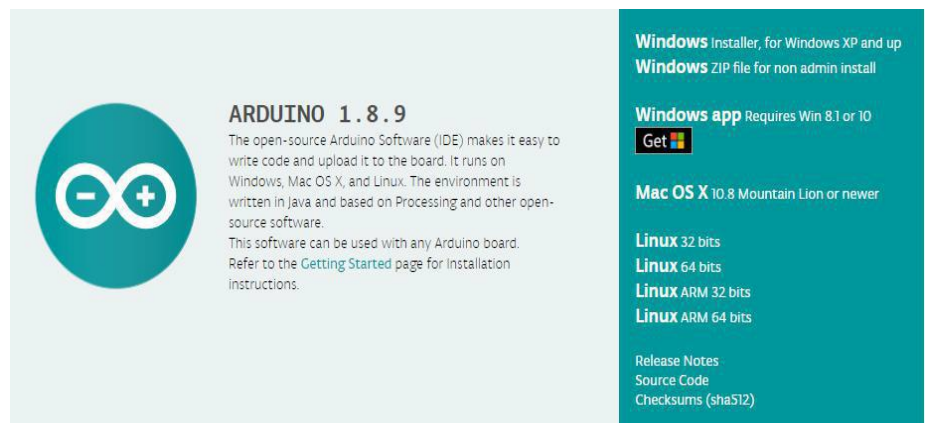 ARDUINO 1.8.9
The open-source Arduino Software (IDE) makes it easy to
write code and upload it to the board. It runs on
Windows, Mac OS X, and Linux. The environment is
written in Java and based on Processing and other open-
source software.
This software can be used with any Arduino board.
Refer to the Getting Started page for Installation
instructions.
Windows Installer, for Windows XP and up
Windows ZIP file for non admin install
Windows app Requires Win 8.1 or 10
Get
Mac OS X 10.8 Mountain Lion or newer
Linux 32 bits
Linux 64 bits
Linux ARM 32 bits
Linux ARM 64 bits
Release Notes
Source Code
Checksums (sha512)